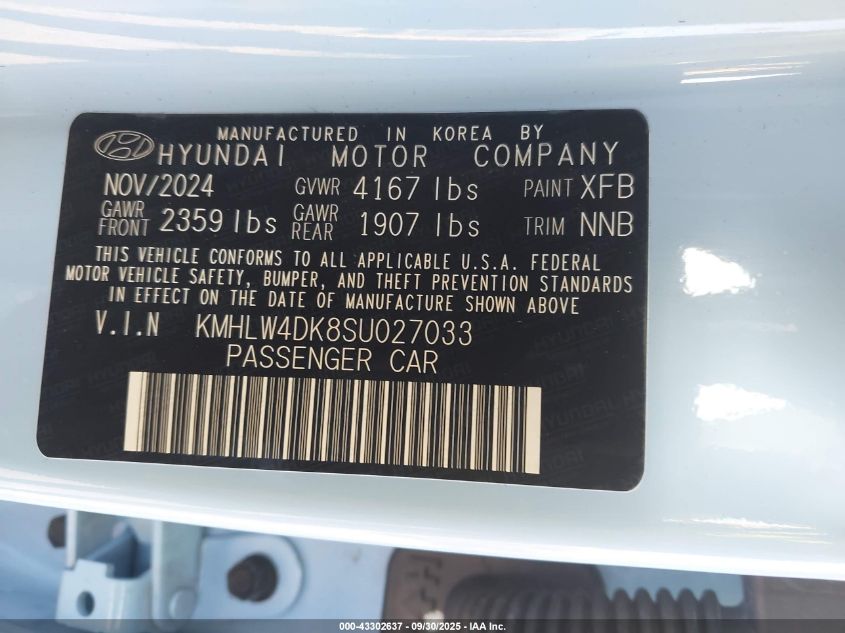 MANUFACTURED IN KOREA BY
HYUNDAI MOTOR COMPANY
NOV/2024 GVWR 4167 lbs PAINT XFB
GAWR FRONT 2359 lbs GAWR REAR 1907 lbs TRIM NNB
THIS VEHICLE CONFORMS TO ALL APPLICABLE U.S.A. FEDERAL
MOTOR VEHICLE SAFETY, BUMPER, AND THEFT PREVENTION STANDARDS
IN EFFECT ON THE DATE OF MANUFACTURE SHOWN ABOVE
V.I.N KMHLW4DK8SU027033
PASSENGER CAR
000-43302637 - 09/30/2025 - IAA Inc.